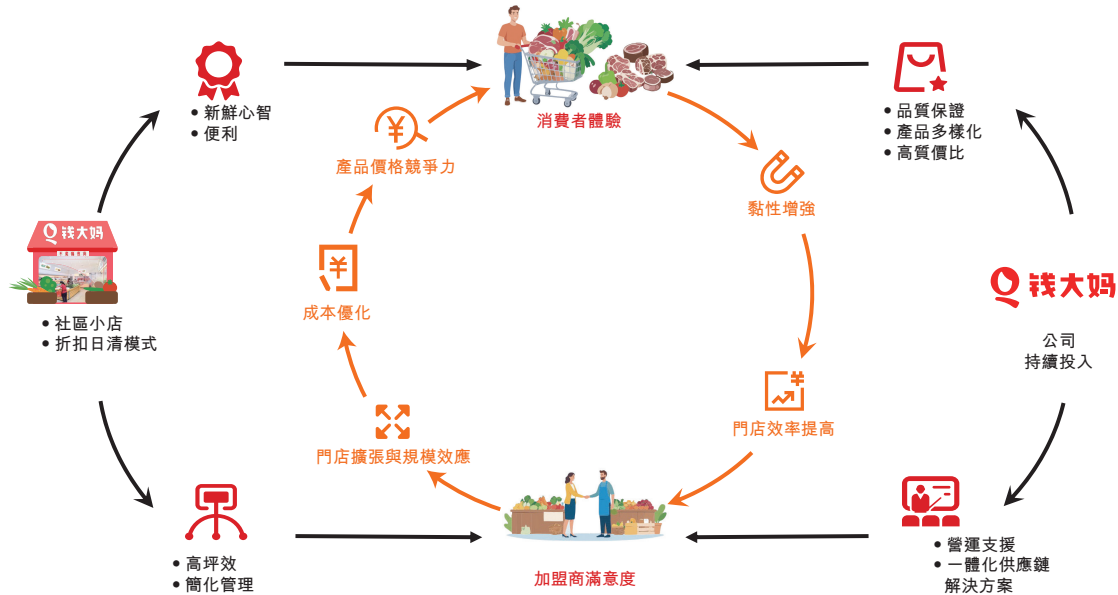 • 新鮮心智
• 便利
消費者體驗
• 品質保證
• 產品多樣化
• 高質價比
產品價格競爭力
黏性增強
钱大妈
• 社區小店
• 折扣日清模式
成本優化
钱大妈
公司
持續投入
門店效率提高
門店擴張與規模效應
• 高坪效
• 簡化管理
加盟商滿意度
• 營運支援
• 一體化供應鏈
解決方案